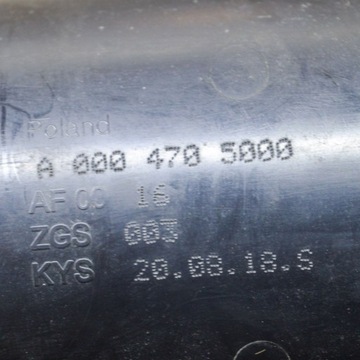 Poland
A 000 470 5000
AF 00 16
ZGS 003
KYS 20.08.18.S